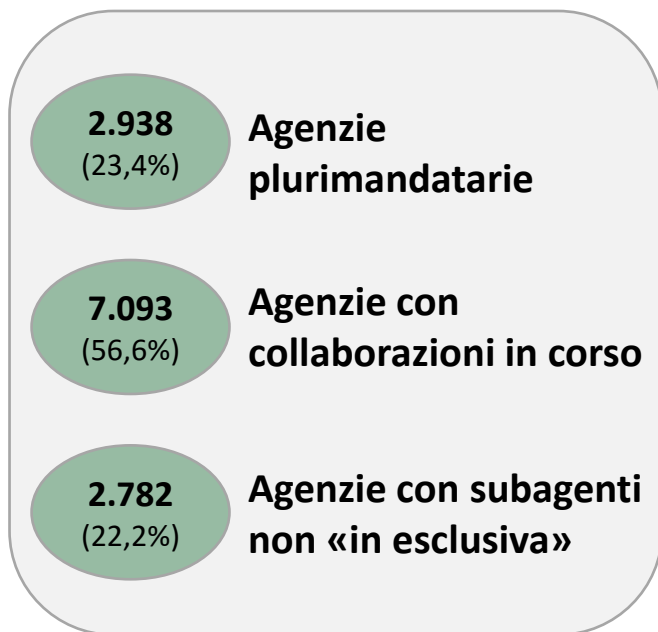 2.938
(23,4%)
Agenzie
plurimandatarie
7.093
(56,6%)
Agenzie con
collaborazioni in corso
2.782
(22,2%)
Agenzie con subagenti
non «in esclusiva»